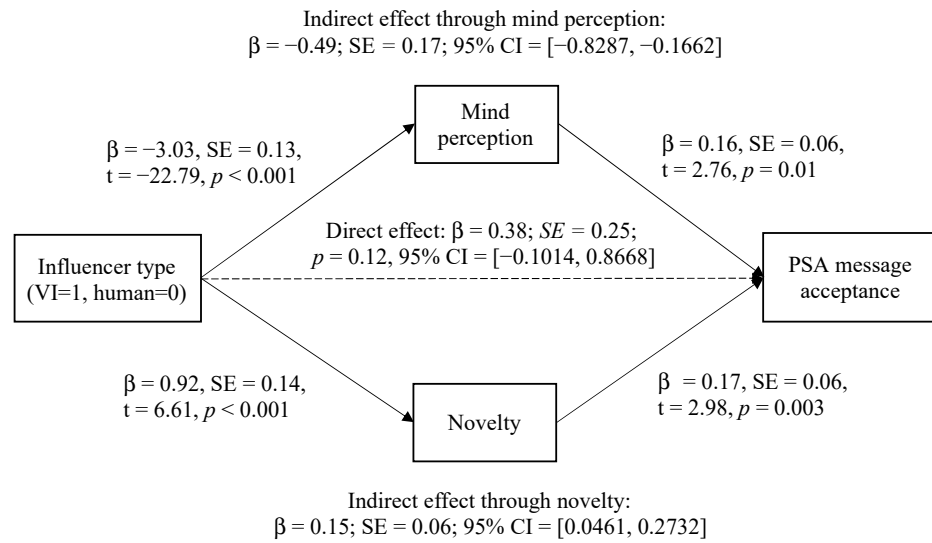 Indirect effect through mind perception:
β = −0.49; SE = 0.17; 95% CI = [−0.8287, −0.1662]
Mind
perception
β = −3.03, SE = 0.13,
t = −22.79, p < 0.001
β = 0.16, SE = 0.06,
t = 2.76, p = 0.01
Direct effect: β = 0.38; SE = 0.25;
p = 0.12, 95% CI = [−0.1014, 0.8668]
Influencer type
(VI=1, human=0)
PSA message
acceptance
β = 0.92, SE = 0.14,
t = 6.61, p < 0.001
β = 0.17, SE = 0.06,
t = 2.98, p = 0.003
Novelty
Indirect effect through novelty:
β = 0.15; SE = 0.06; 95% CI = [0.0461, 0.2732]